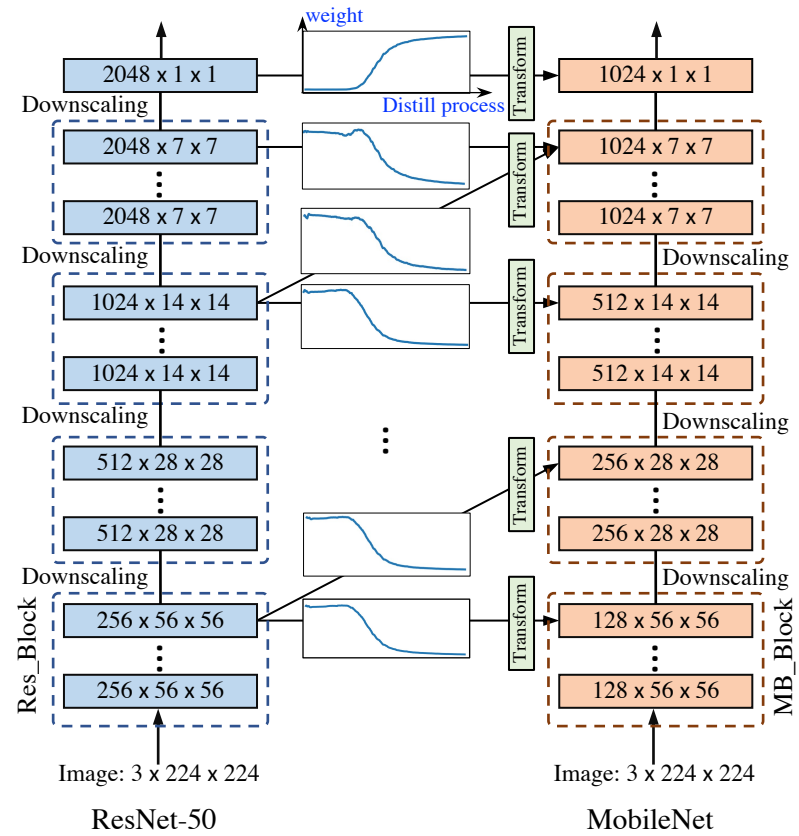 weight
2048 x 1 x 1
Transform
1024 x 1 x 1
Downscaling
Distill process
2048 x 7 x 7
Transform
1024 x 7 x 7
2048 x 7 x 7
1024 x 7 x 7
Downscaling
Downscaling
1024 x 14 x 14
Transform
512 x 14 x 14
1024 x 14 x 14
512 x 14 x 14
Downscaling
Downscaling
512 x 28 x 28
Transform
256 x 28 x 28
512 x 28 x 28
256 x 28 x 28
Downscaling
Downscaling
Res_Block
256 x 56 x 56
Transform
128 x 56 x 56
MB_Block
256 x 56 x 56
128 x 56 x 56
Image: 3 x 224 x 224
Image: 3 x 224 x 224
ResNet-50
MobileNet